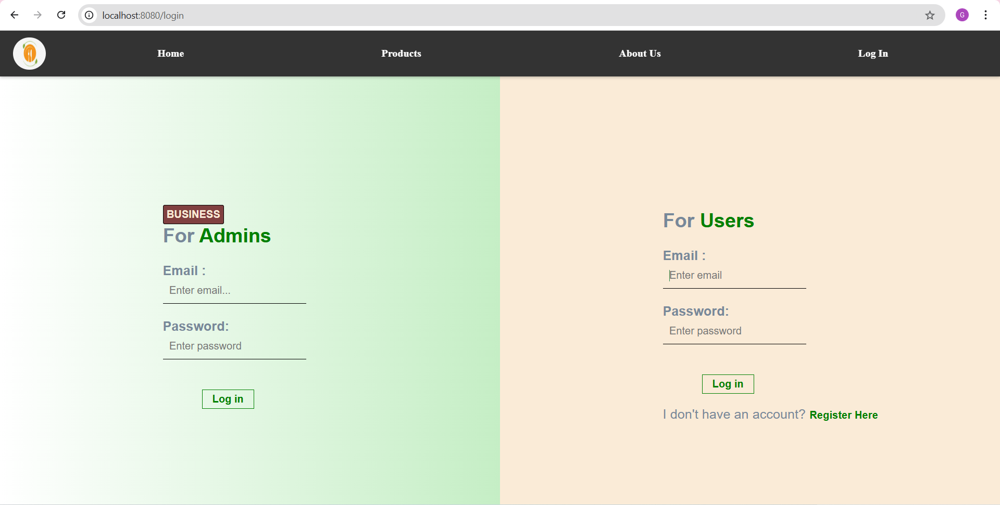 localhost:8080/login
G
Home Products About Us Log In
BUSINESS
For Admins
Email :
Enter email...
Password:
Enter password
Log in
For Users
Email :
Enter email
Password:
Enter password
Log in
I don't have an account? Register Here